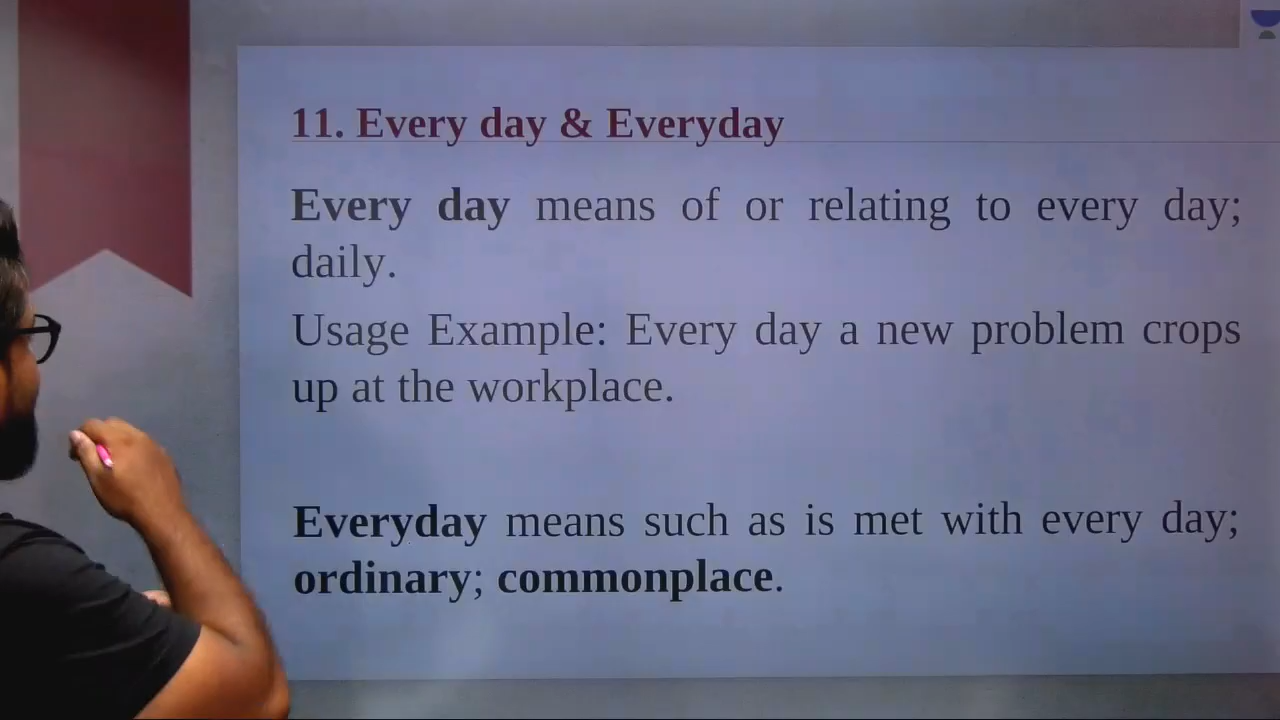 11. Every day & Everyday
Every day means of or relating to every day;
daily.
Usage Example: Every day a new problem crops
up at the workplace.
Everyday means such as is met with every day;
ordinary; commonplace.